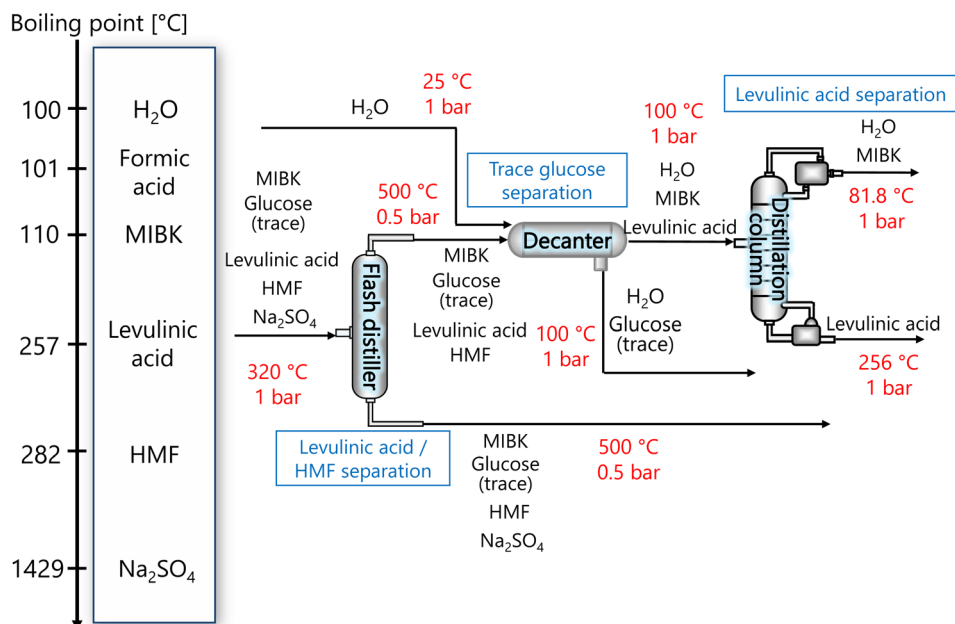 Boiling point [°C]
100
H₂O
101
Formic
acid
110
MIBK
257
Levulinic
acid
282
HMF
1429
Na₂SO₄
H₂O
25 °C
1 bar
MIBK
Glucose
(trace)
Levulinic acid
HMF
Na₂SO₄
320 °C
1 bar
Flash distiller
Levulinic acid /
HMF separation
500 °C
0.5 bar
MIBK
Glucose
(trace)
Levulinic acid
HMF
Trace glucose
separation
Decanter
100 °C
1 bar
H₂O
MIBK
Levulinic acid
100 °C
1 bar
H₂O
Glucose
(trace)
MIBK
Glucose
(trace)
HMF
Na₂SO₄
500 °C
0.5 bar
Levulinic acid separation
Distillation
column
H₂O
MIBK
81.8 °C
1 bar
Levulinic acid
256 °C
1 bar